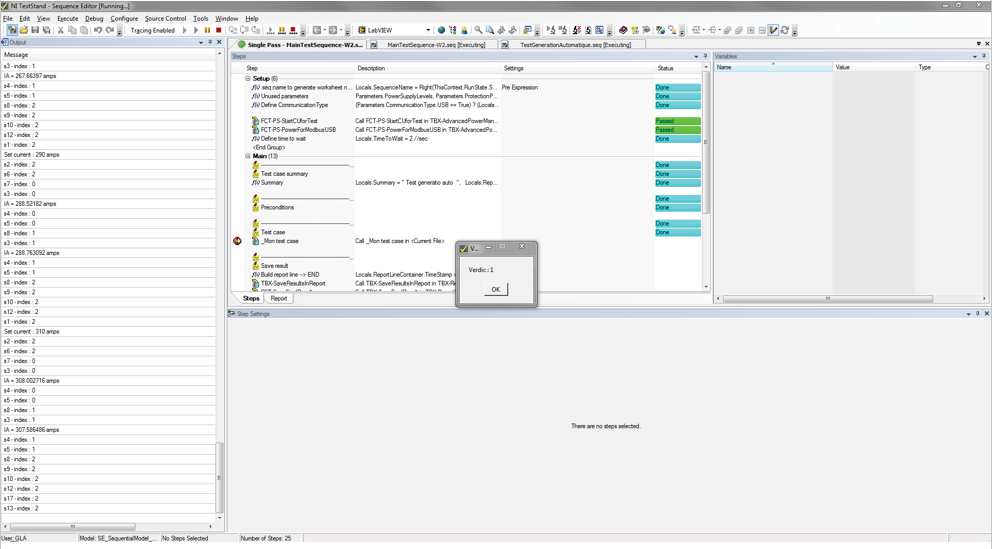 NI TestStand - Sequence Editor [Running...]
File Edit View Execute Debug Configure Source Control Tools Window Help
Tracing Enabled
LabVIEW
Output
Message
s3 - index : 1
IA = 267.66397 amps
s4 - index : 1
s5 - index : 1
s8 - index : 2
s9 - index : 2
s10 - index : 2
s12 - index : 2
s1 - index : 2
Set current : 290 amps
s2 - index : 2
s6 - index : 2
s7 - index : 0
s3 - index : 0
IA = 288.52182 amps
s4 - index : 0
s5 - index : 0
s8 - index : 1
s3 - index : 1
IA = 288.763092 amps
s4 - index : 1
s5 - index : 1
s8 - index : 2
s9 - index : 2
s10 - index : 2
s12 - index : 2
s1 - index : 2
Set current : 310 amps
s2 - index : 2
s6 - index : 2
s7 - index : 0
s3 - index : 0
IA = 308.002716 amps
s4 - index : 0
s5 - index : 0
s8 - index : 1
s3 - index : 1
IA = 307.586486 amps
s4 - index : 1
s5 - index : 1
s8 - index : 2
s9 - index : 2
s10 - index : 2
s12 - index : 2
s17 - index : 2
s13 - index : 2
Single Pass - MainTestSequence-W2.s...
MainTestSequence-W2.seq [Executing]
TestGenerationAutomatique.seq [Executing]
Steps
Step Description Settings Status
Setup (6)
seq name to generate worksheet n... Locals.SequenceName = Right(ThisContext.RunState.S... Pre Expression Done
Unused parameters Parameters.PowerSupplyLevels, Parameters.ProtectionP... Done
Define CommunicationType (Parameters.CommunicationType.USB == True) ? (Locals... Done
FCT-PS-StartCUforTest Call FCT-PS-StartCUforTest in TBX-AdvancedPowerMan... Passed
FCT-PS-PowerForModbusUSB Call FCT-PS-PowerForModbusUSB in TBX-AdvancedPo... Passed
Define time to wait Locals.TimeToWait = 2 //sec Done
<End Group>
Main (13)
Done
Test case summary Done
Summary Locals.Summary = " Test generatio auto ", Locals.Rep... Done
Done
Preconditions Done
Done
Test case Done
_Mon test case Call _Mon test case in <Current File>
Save result
Build report line -> END Locals.ReportLineContainer.TimeStamp
TBX-SaveResultsInReport Call TBX-SaveResultsInReport in TBX-R
Steps Report
V...
Verdic : 1
OK
Variables
Name Value Type
Step Settings
There are no steps selected.
User_GLA Model: SE_SequentialModel_... No Steps Selected Number of Steps: 25